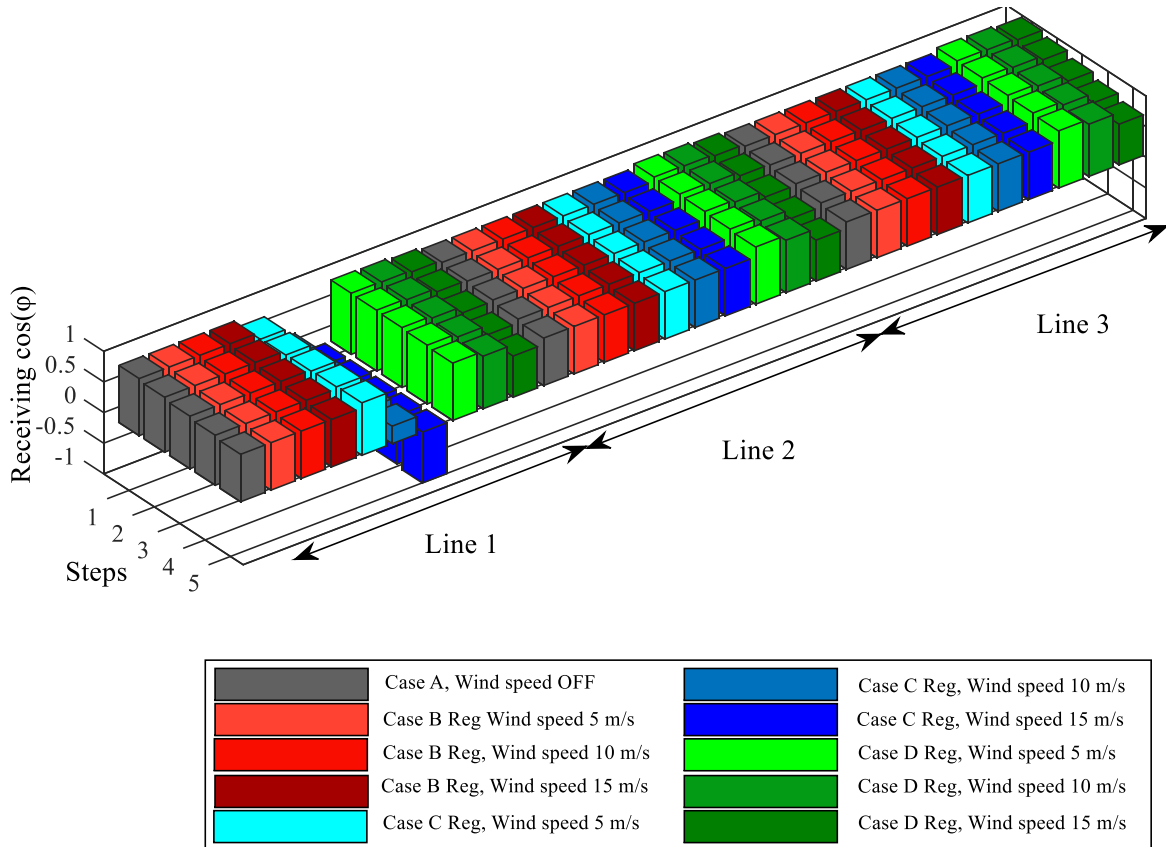 1
0.5
0
-0.5
-1
Receiving cos(φ)
1
2
3
4
5
Steps
Line 1
Line 2
Line 3
Case A, Wind speed OFF
Case B Reg Wind speed 5 m/s
Case B Reg, Wind speed 10 m/s
Case B Reg, Wind speed 15 m/s
Case C Reg, Wind speed 5 m/s
Case C Reg, Wind speed 10 m/s
Case C Reg, Wind speed 15 m/s
Case D Reg, Wind speed 5 m/s
Case D Reg, Wind speed 10 m/s
Case D Reg, Wind speed 15 m/s